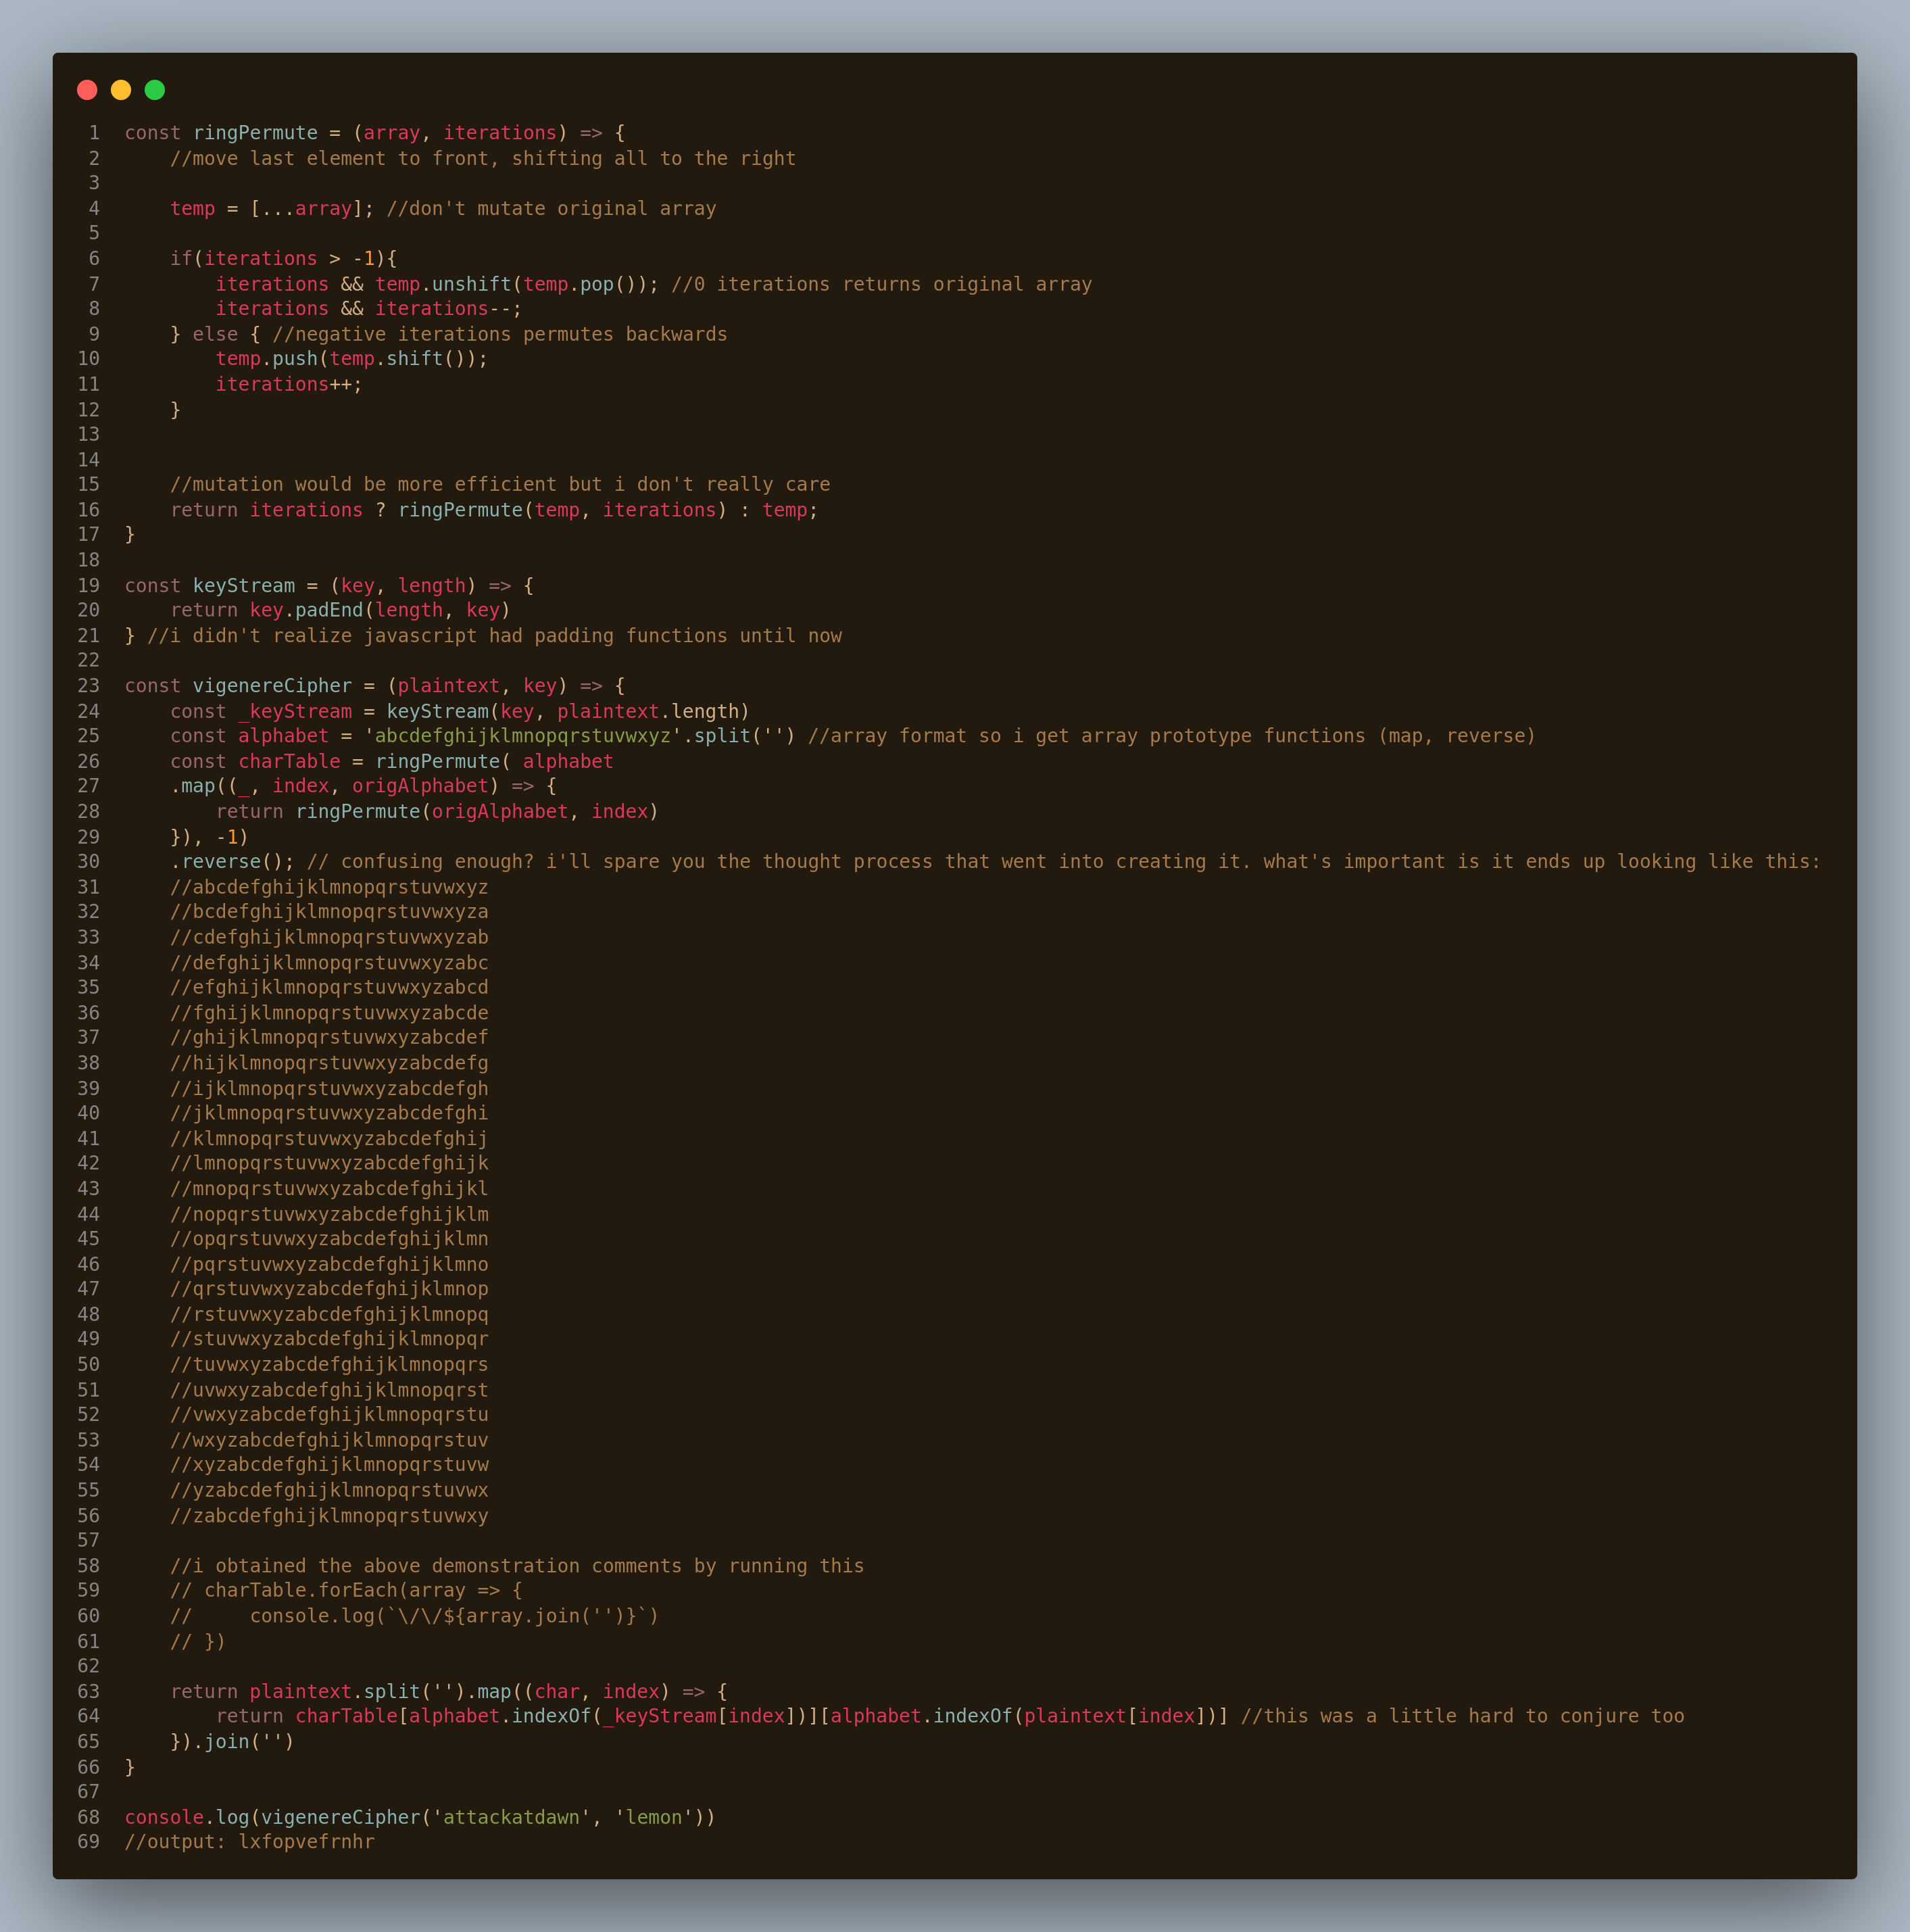 1 const ringPermute = (array, iterations) => {
2     //move last element to front, shifting all to the right
3
4     temp = [...array]; //don't mutate original array
5
6     if(iterations > -1){
7         iterations && temp.unshift(temp.pop()); //0 iterations returns original array
8         iterations && iterations--;
9     } else { //negative iterations permutes backwards
10         temp.push(temp.shift());
11         iterations++;
12     }
13
14
15     //mutation would be more efficient but i don't really care
16     return iterations ? ringPermute(temp, iterations) : temp;
17 }
18
19 const keyStream = (key, length) => {
20     return key.padEnd(length, key)
21 } //i didn't realize javascript had padding functions until now
22
23 const vigenereCipher = (plaintext, key) => {
24     const _keyStream = keyStream(key, plaintext.length)
25     const alphabet = 'abcdefghijklmnopqrstuvwxyz'.split('') //array format so i get array prototype functions (map, reverse)
26     const charTable = ringPermute( alphabet
27     .map((_, index, origAlphabet) => {
28         return ringPermute(origAlphabet, index)
29     }), -1)
30     .reverse(); // confusing enough? i'll spare you the thought process that went into creating it. what's important is it ends up looking like this:
31     //abcdefghijklmnopqrstuvwxyz
32     //bcdefghijklmnopqrstuvwxyza
33     //cdefghijklmnopqrstuvwxyzab
34     //defghijklmnopqrstuvwxyzabc
35     //efghijklmnopqrstuvwxyzabcd
36     //fghijklmnopqrstuvwxyzabcde
37     //ghijklmnopqrstuvwxyzabcdef
38     //hijklmnopqrstuvwxyzabcdefg
39     //ijklmnopqrstuvwxyzabcdefgh
40     //jklmnopqrstuvwxyzabcdefghi
41     //klmnopqrstuvwxyzabcdefghij
42     //lmnopqrstuvwxyzabcdefghijk
43     //mnopqrstuvwxyzabcdefghijkl
44     //nopqrstuvwxyzabcdefghijklm
45     //opqrstuvwxyzabcdefghijklmn
46     //pqrstuvwxyzabcdefghijklmno
47     //qrstuvwxyzabcdefghijklmnop
48     //rstuvwxyzabcdefghijklmnopq
49     //stuvwxyzabcdefghijklmnopqr
50     //tuvwxyzabcdefghijklmnopqrs
51     //uvwxyzabcdefghijklmnopqrst
52     //vwxyzabcdefghijklmnopqrstu
53     //wxyzabcdefghijklmnopqrstuv
54     //xyzabcdefghijklmnopqrstuvw
55     //yzabcdefghijklmnopqrstuvwx
56     //zabcdefghijklmnopqrstuvwxy
57
58     //i obtained the above demonstration comments by running this
59     // charTable.forEach(array => {
60     //     console.log(`\/\/${array.join('')}`)
61     // })
62
63     return plaintext.split('').map((char, index) => {
64         return charTable[alphabet.indexOf(_keyStream[index])][alphabet.indexOf(plaintext[index])] //this was a little hard to conjure too
65     }).join('')
66 }
67
68 console.log(vigenereCipher('attackatdawn', 'lemon'))
69 //output: lxfopvefrnhr